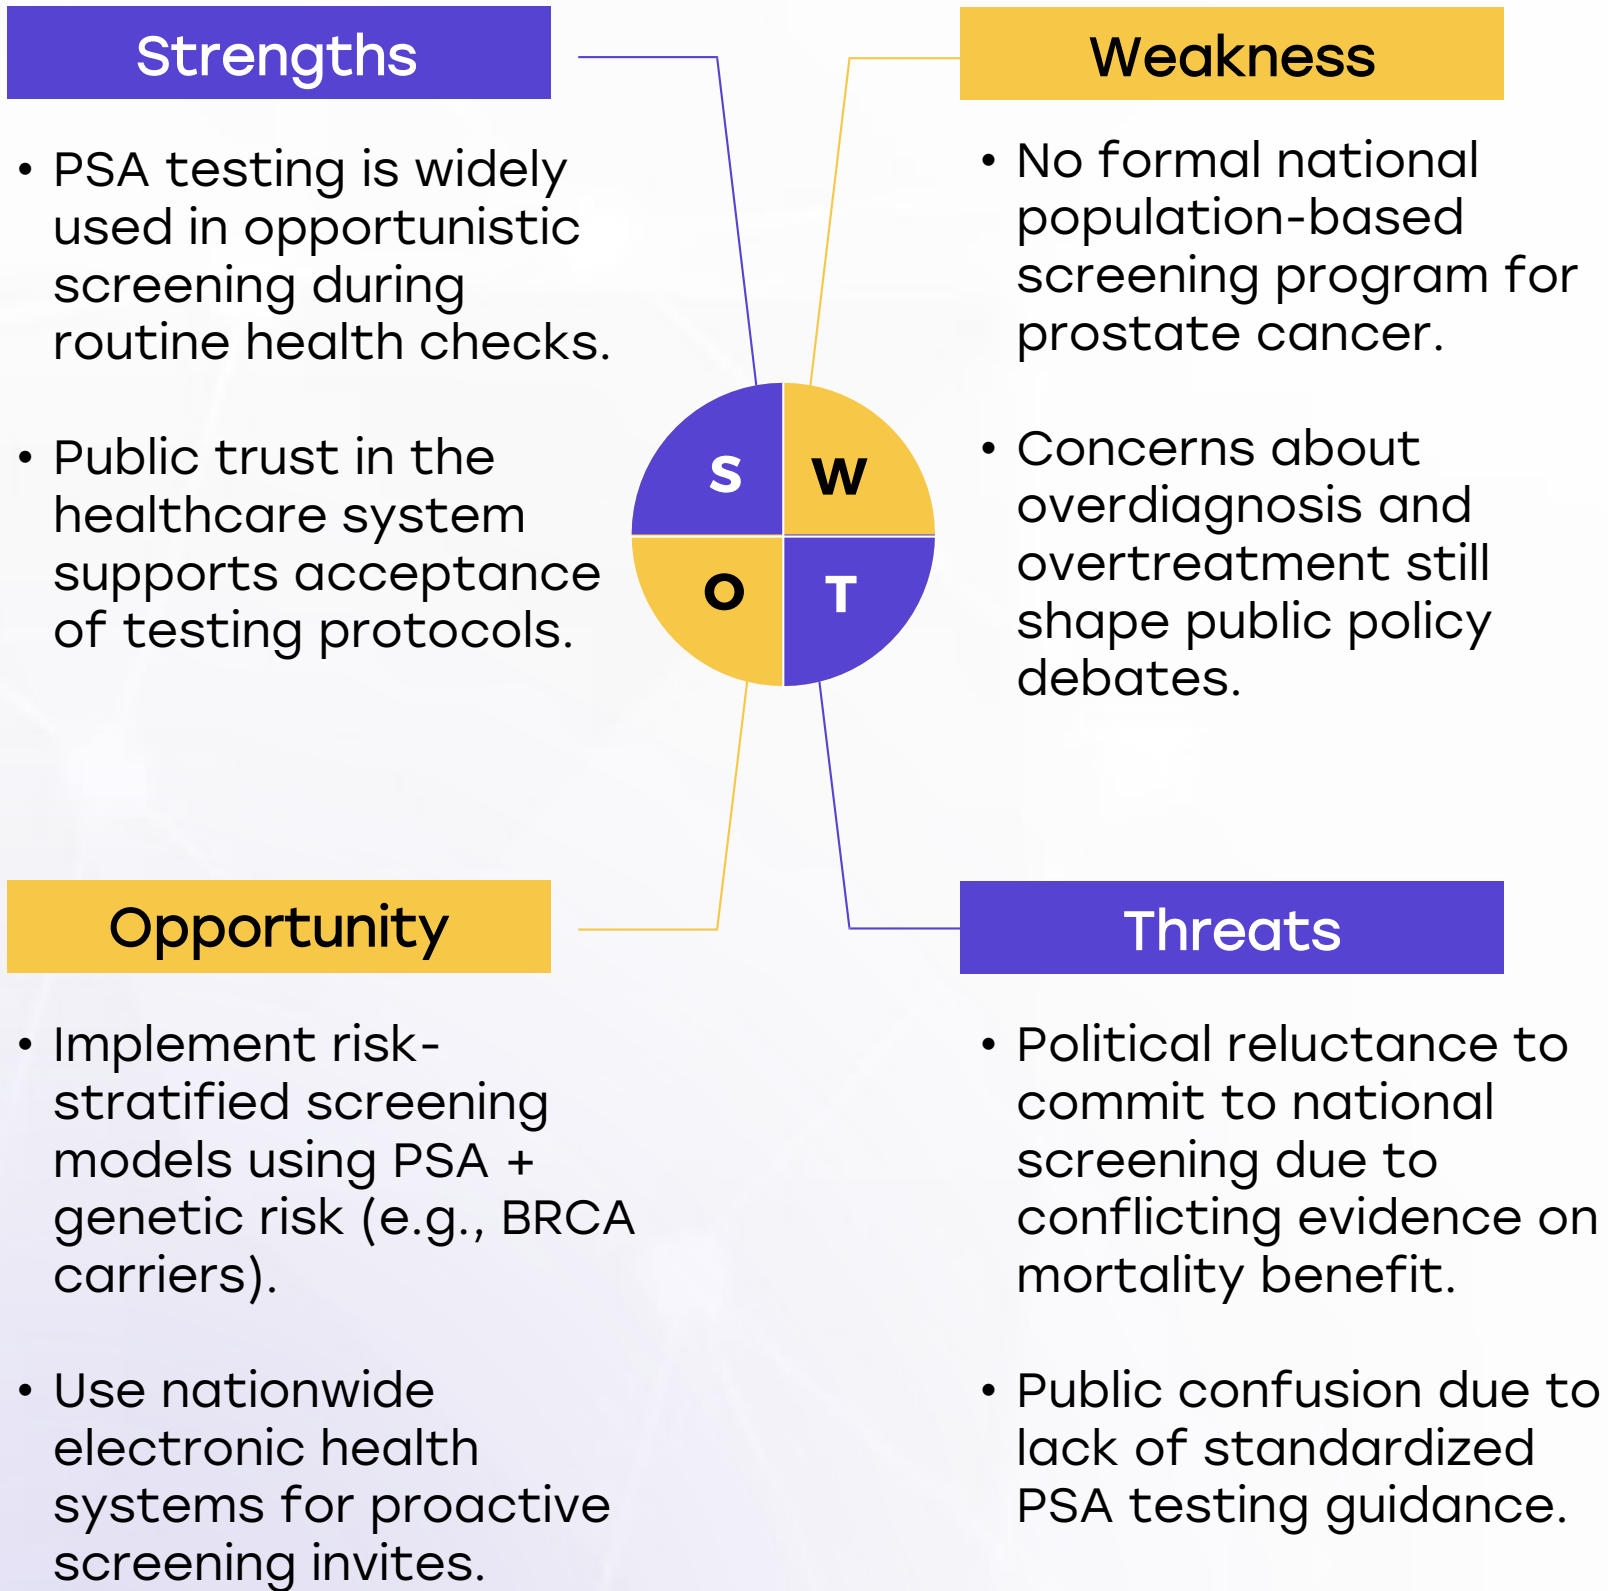 Strengths
• PSA testing is widely
used in opportunistic
screening during
routine health checks.
• Public trust in the
healthcare system
supports acceptance
of testing protocols.
Weakness
• No formal national
population-based
screening program for
prostate cancer.
• Concerns about
overdiagnosis and
overtreatment still
shape public policy
debates.
S W
O T
Opportunity
• Implement risk-
stratified screening
models using PSA +
genetic risk (e.g., BRCA
carriers).
• Use nationwide
electronic health
systems for proactive
screening invites.
Threats
• Political reluctance to
commit to national
screening due to
conflicting evidence on
mortality benefit.
• Public confusion due to
lack of standardized
PSA testing guidance.